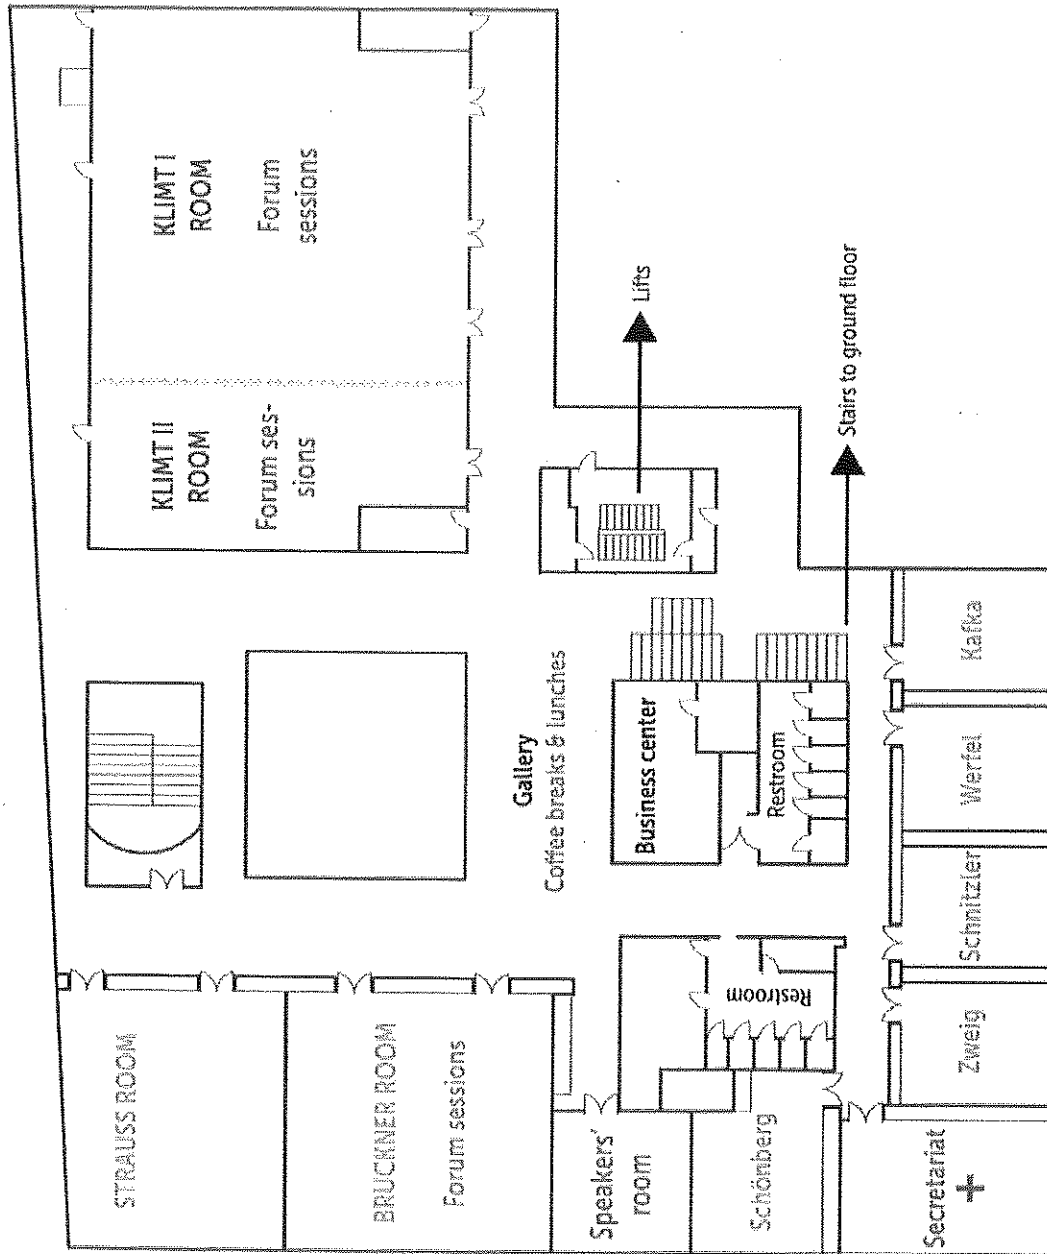 STRAUSS ROOM
BRUCKNER ROOM
Forum sessions
Speakers'
room
Schönberg
Secretariat
KLIMT II
ROOM
Forum ses-
sions
KLIMT I
ROOM
Forum
sessions
Gallery
Coffee breaks & lunches
Business center
Restroom
Restroom
Lifts
Stairs to ground floor
Zweig
Schnitzler
Werfel
Kafka